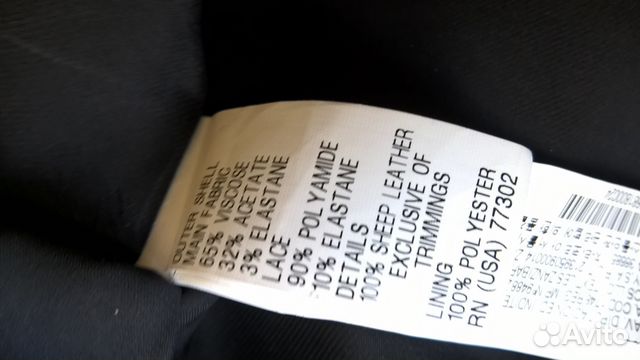 OUTER SHELL
MAIN FABRIC
65% VISCOSE
32% ACETATE
3% ELASTANE
LACE
90% POLYAMIDE
10% ELASTANE
DETAILS
100% SHEEP LEATHER
EXCLUSIVE OF
TRIMMINGS
LINING
100% POLYESTER
RN (USA) 77302
Avito